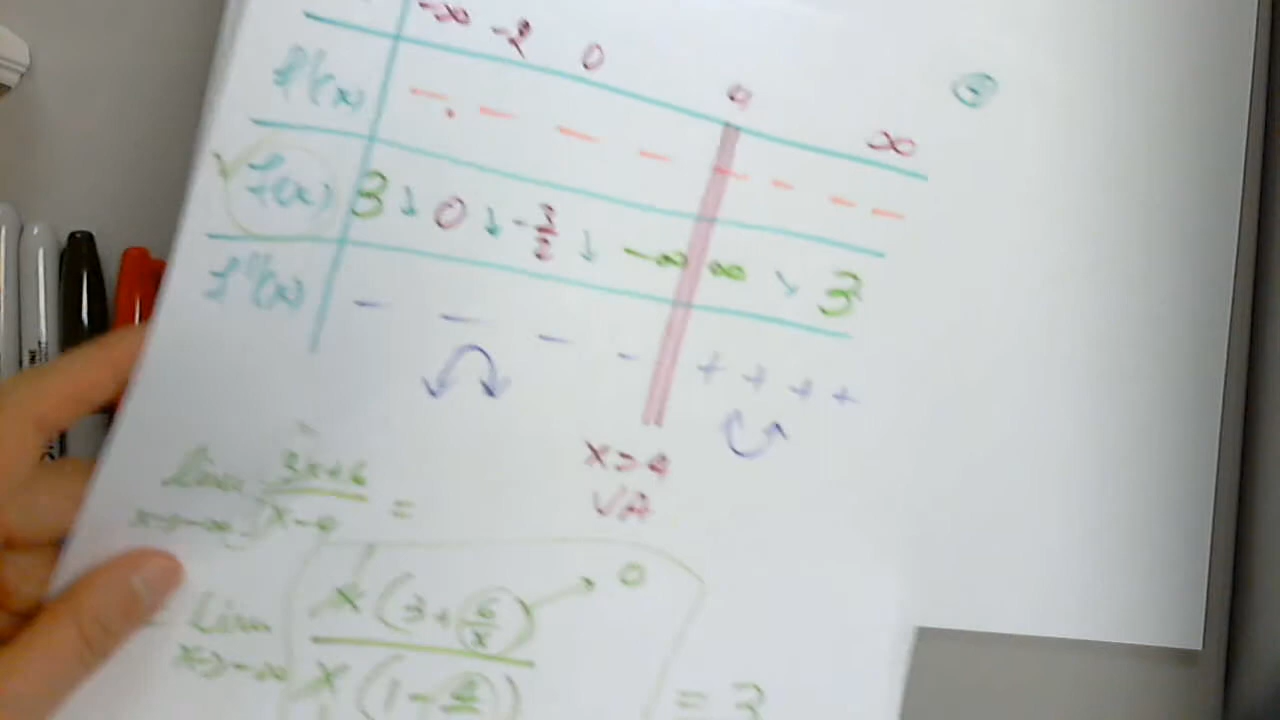 -∞ -2 0 4 ∞
f'(x) - - - - - - - -
f(x) 3 ↓ 0 ↓ -3/2 ↓ -∞ ∞ ↘ 3
f''(x) - - - - + + + +
x=4
VA
lim x→-∞ 3x+6/x-4 =
lim x→-∞ x(3+6/x)/x(1-4/x) = 3
0